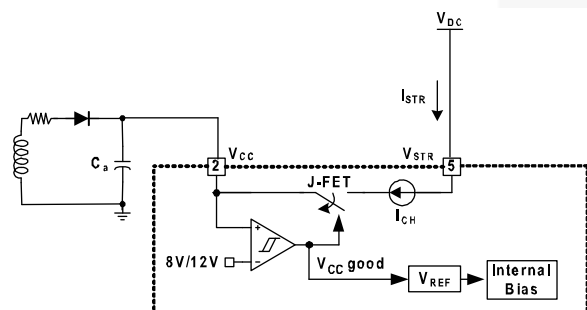 V_DC
I_STR
C_a
2
V_CC
V_STR
5
J-FET
I_CH
8V/12V
+
-
V_CC good
V_REF
Internal
Bias